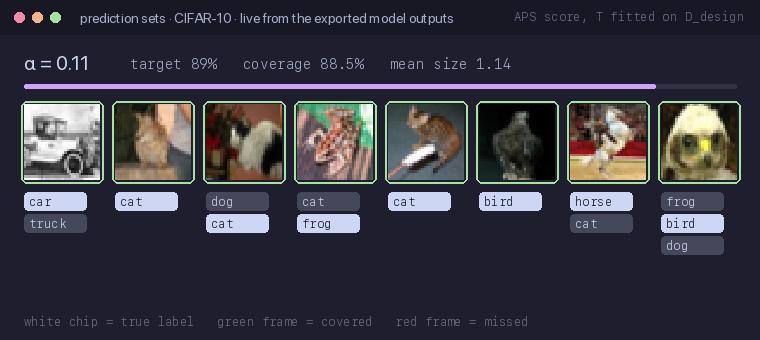 prediction sets · CIFAR-10 · live from the exported model outputs
APS score, T fitted on D_design
α = 0.11 target 89% coverage 88.5% mean size 1.14
car cat dog cat cat bird horse frog
truck cat frog cat bird
dog
white chip = true label green frame = covered red frame = missed